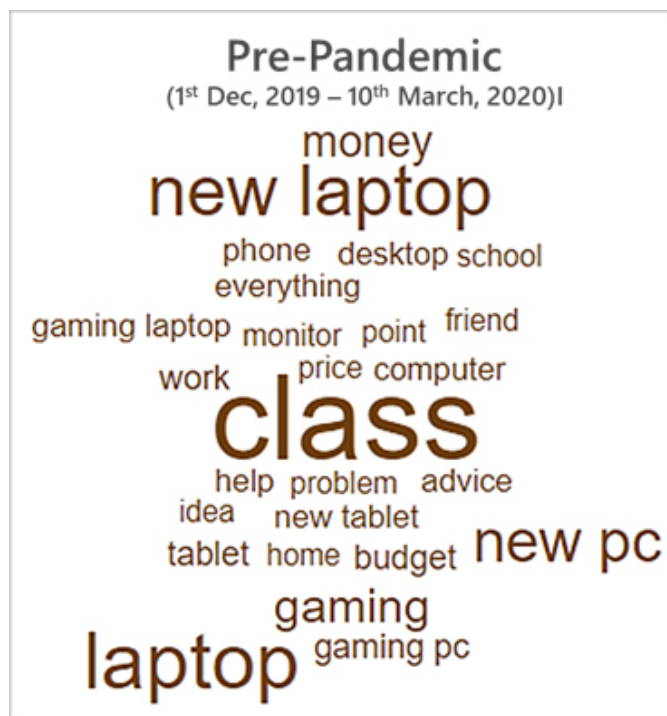 Pre-Pandemic
(1st Dec, 2019 – 10th March, 2020)I
money
new laptop
phone desktop school
everything
gaming laptop monitor point friend
work price computer
class
help problem advice
idea new tablet
tablet home budget new pc
gaming
laptop gaming pc